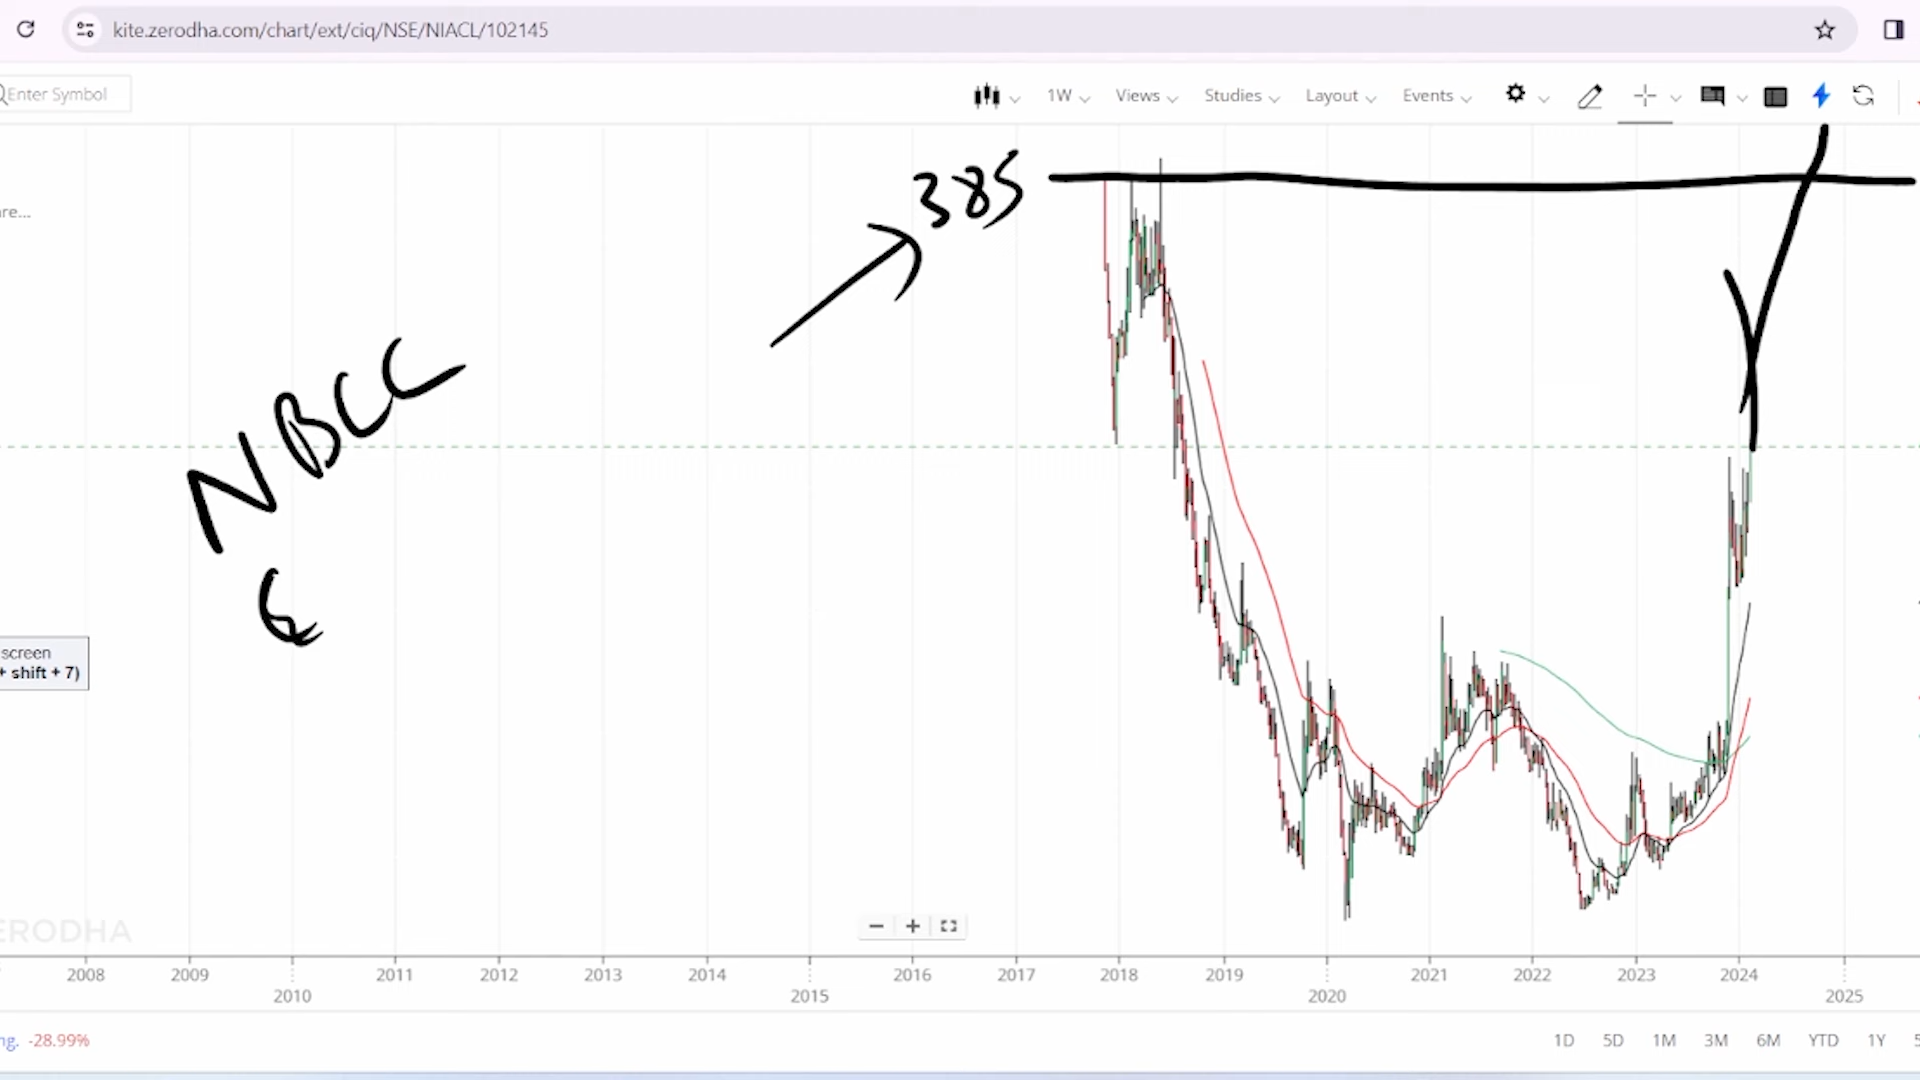 kite.zerodha.com/chart/ext/ciq/NSE/NIACL/102145
Enter Symbol
1W Views Studies Layout Events
re...
385
NBCC
screen
+ shift + 7)
ERODHA
2008 2009 2010 2011 2012 2013 2014 2015 2016 2017 2018 2019 2020 2021 2022 2023 2024 2025
ng. -28.99%
1D 5D 1M 3M 6M YTD 1Y 5